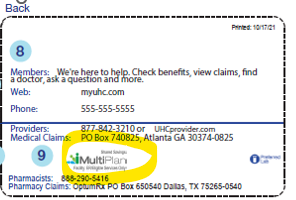 Back
Printed: 10/17/21
8
Members: We're here to help. Check benefits, view claims, find
a doctor, ask a question and more.
Web: myuhc.com
Phone: 555-555-5555
Providers: 877-842-3210 or UHCprovider.com
Medical Claims: PO Box 740825, Atlanta GA 30374-0825
9
Shared Savings
MultiPlan
Pharmacists: 888-290-5416
Pharmacy Claims: OptumRx PO Box 650540 Dallas, TX 75265-0540